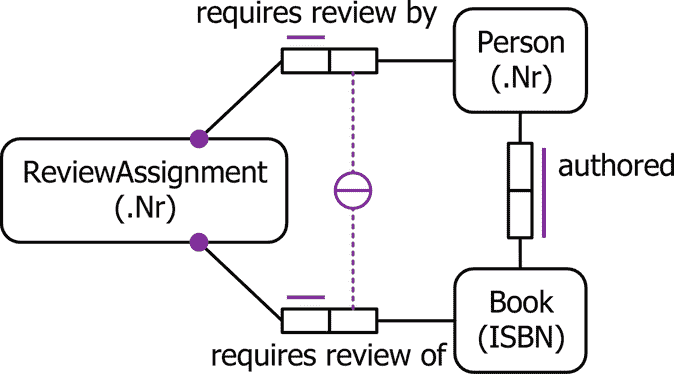 requires review by
Person
(.Nr)
ReviewAssignment
(.Nr)
authored
Book
(ISBN)
requires review of